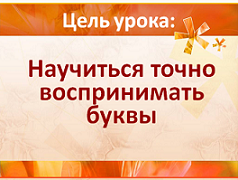 Цель урока:
Научиться точно
воспринимать
буквы